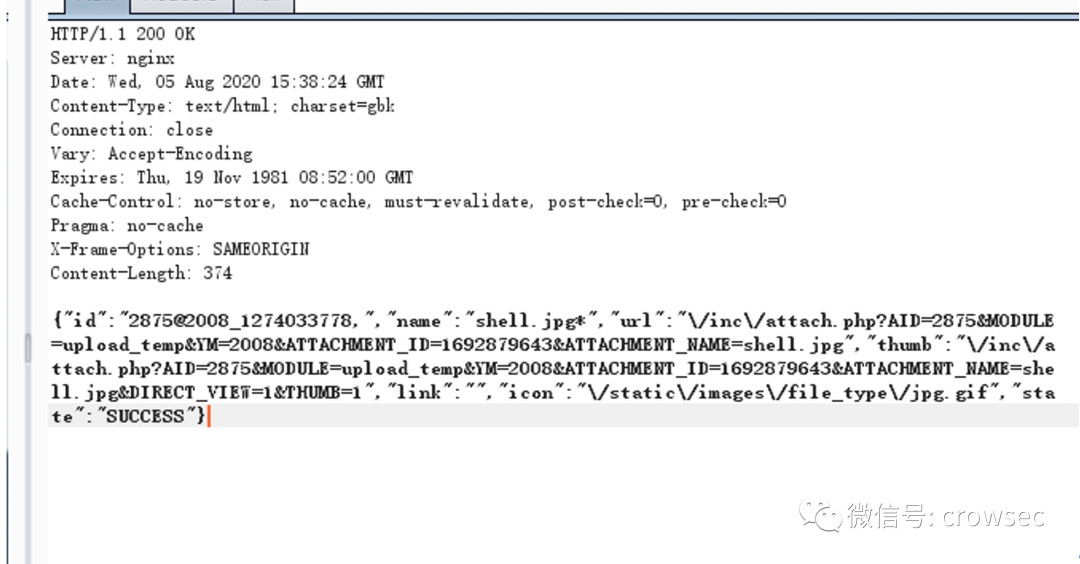 HTTP/1.1 200 OK
Server: nginx
Date: Wed, 05 Aug 2020 15:38:24 GMT
Content-Type: text/html; charset=gbk
Connection: close
Vary: Accept-Encoding
Expires: Thu, 19 Nov 1981 08:52:00 GMT
Cache-Control: no-store, no-cache, must-revalidate, post-check=0, pre-check=0
Pragma: no-cache
X-Frame-Options: SAMEORIGIN
Content-Length: 374
{"id":"2875@2008_1274033778,","name":"shell.jpg*","url":"\/inc\/attach.php?AID=2875&MODULE
=upload_temp&YM=2008&ATTACHMENT_ID=1692879643&ATTACHMENT_NAME=shell.jpg","thumb":"\/inc\/a
ttach.php?AID=2875&MODULE=upload_temp&YM=2008&ATTACHMENT_ID=1692879643&ATTACHMENT_NAME=she
ll.jpg&DIRECT_VIEW=1&THUMB=1","link":"","icon":"\/static\/images\/file_type\/jpg.gif","sta
te":"SUCCESS"}
微信号: crowsec